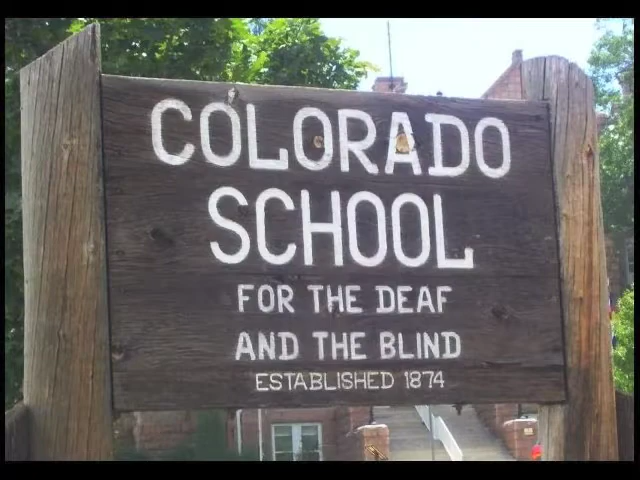 COLORADO
SCHOOL
FOR THE DEAF
AND THE BLIND
ESTABLISHED 1874